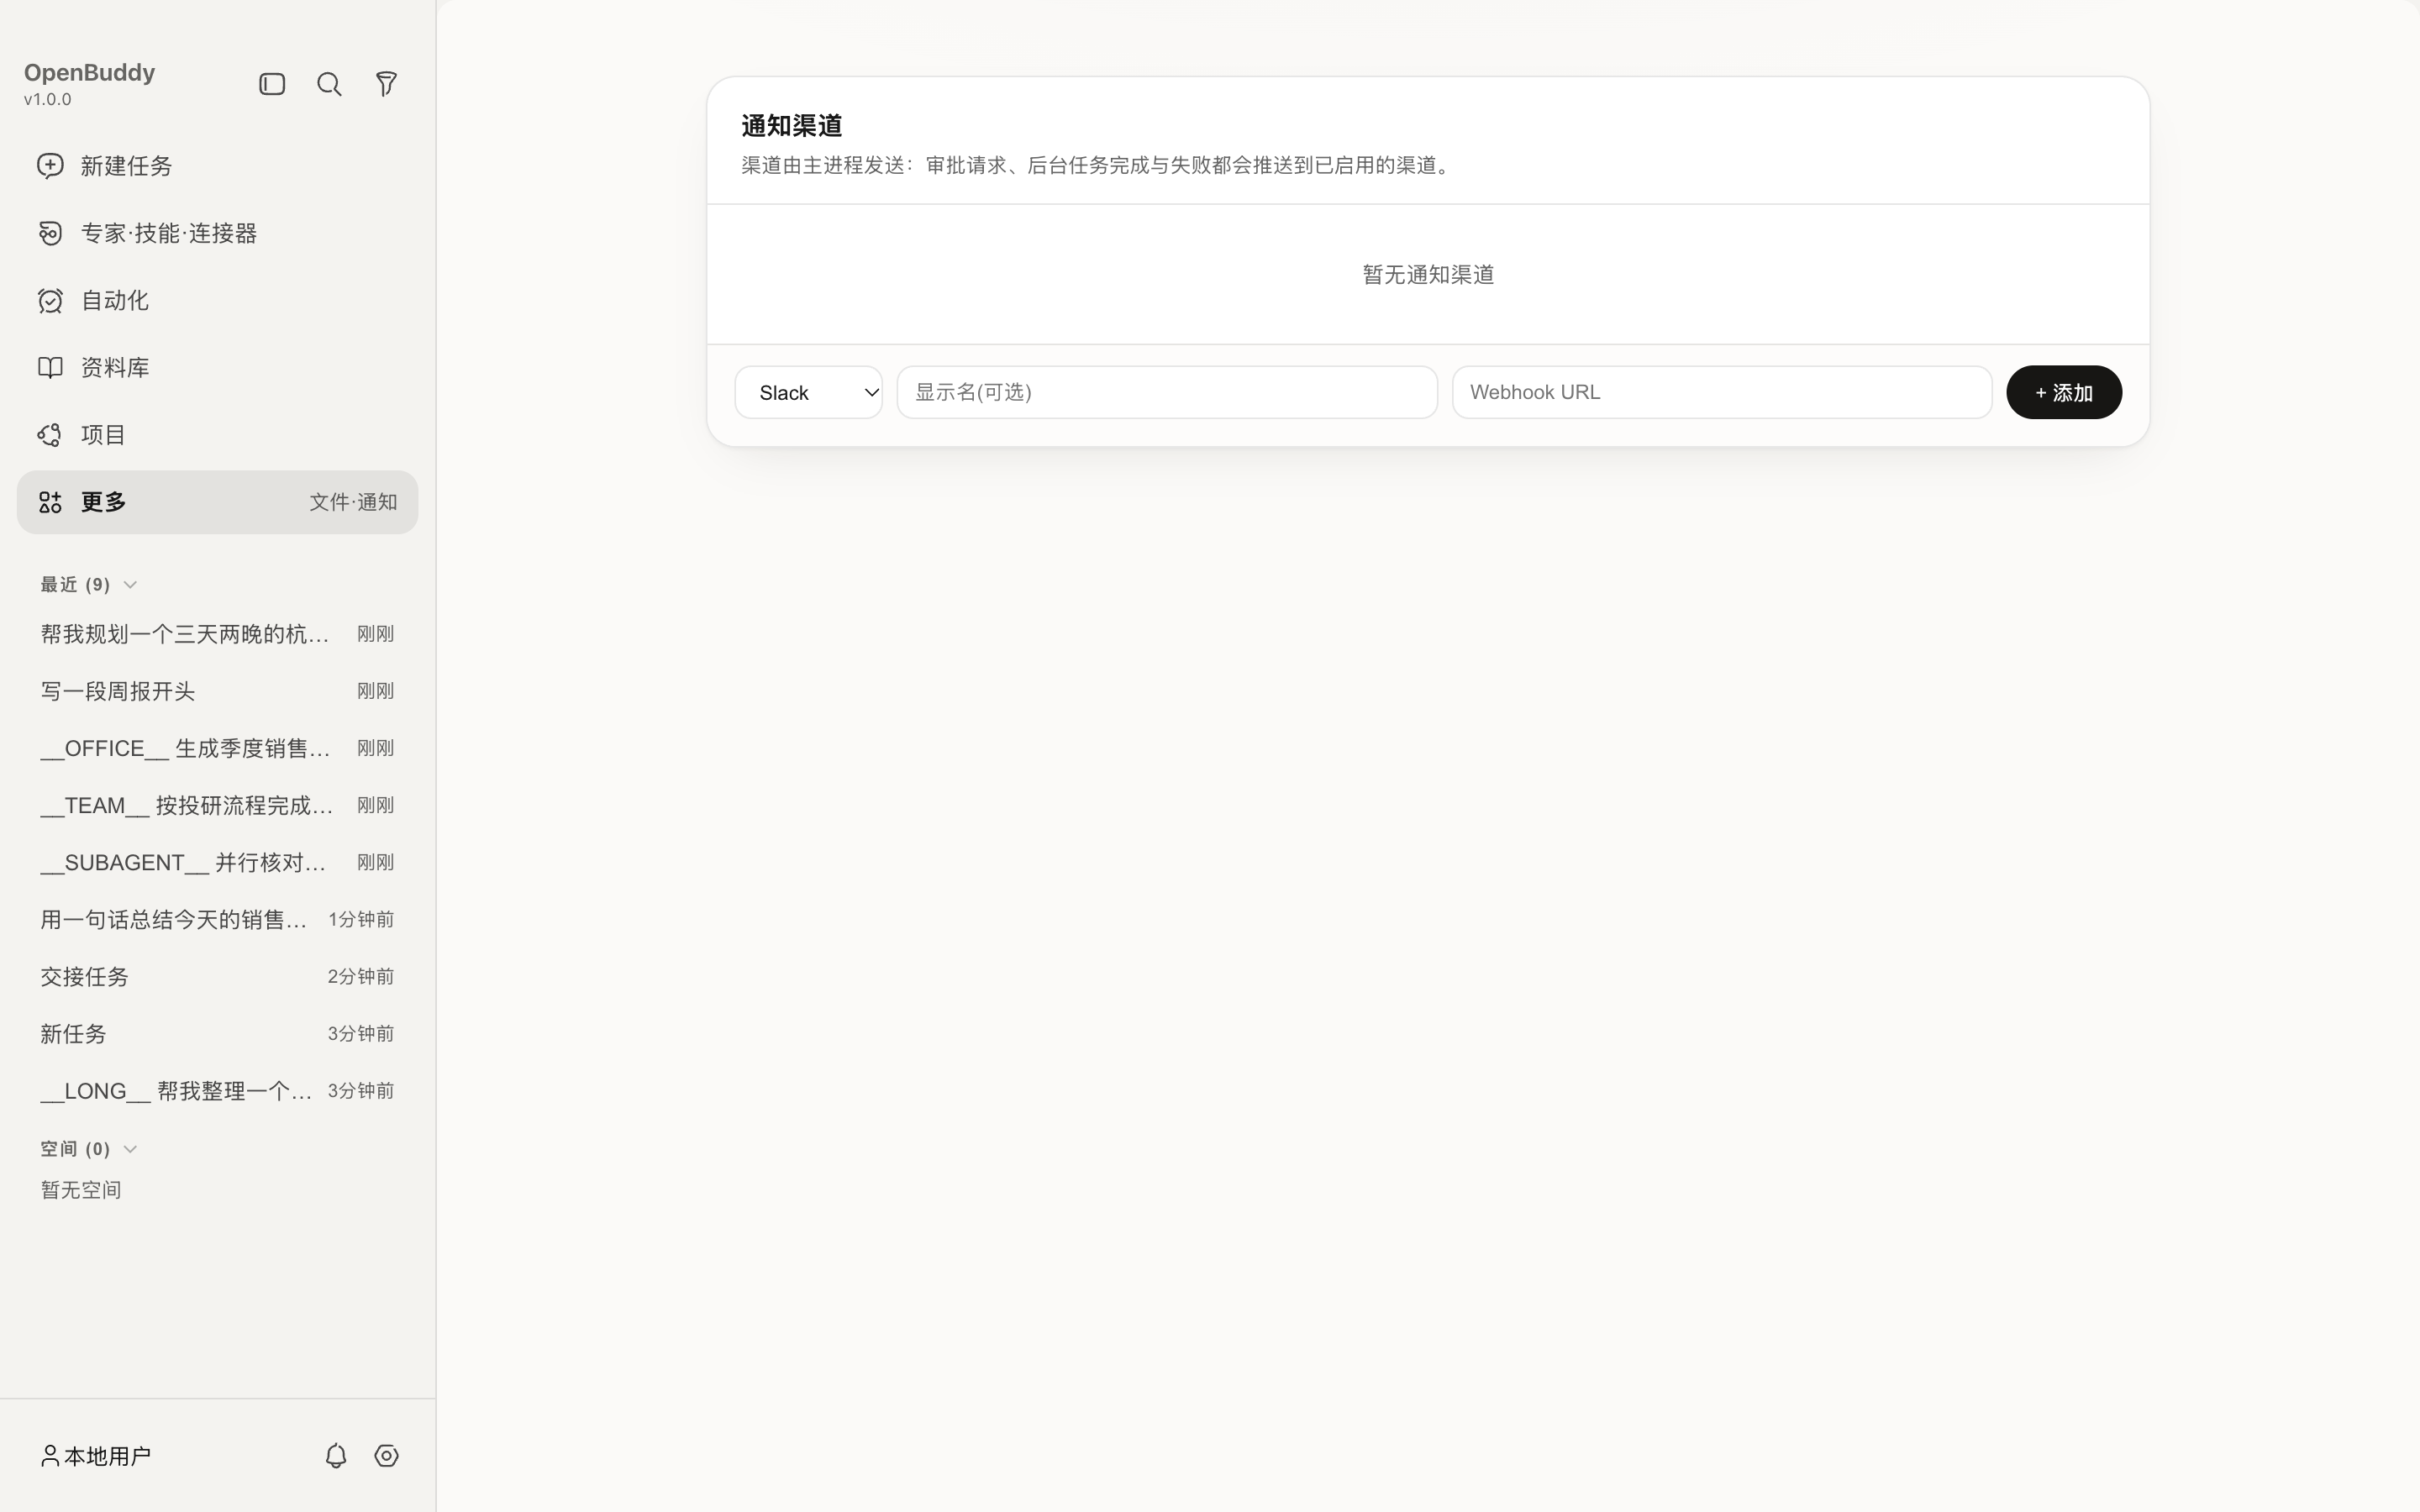 OpenBuddy
v1.0.0
新建任务
专家·技能·连接器
自动化
资料库
项目
更多 文件·通知
最近 (9)
帮我规划一个三天两晚的杭... 刚刚
写一段周报开头 刚刚
__OFFICE__ 生成季度销售... 刚刚
__TEAM__ 按投研流程完成... 刚刚
__SUBAGENT__ 并行核对... 刚刚
用一句话总结今天的销售... 1分钟前
交接任务 2分钟前
新任务 3分钟前
__LONG__ 帮我整理一个... 3分钟前
空间 (0)
暂无空间
本地用户
通知渠道
渠道由主进程发送：审批请求、后台任务完成与失败都会推送到已启用的渠道。
暂无通知渠道
Slack 显示名(可选) Webhook URL + 添加